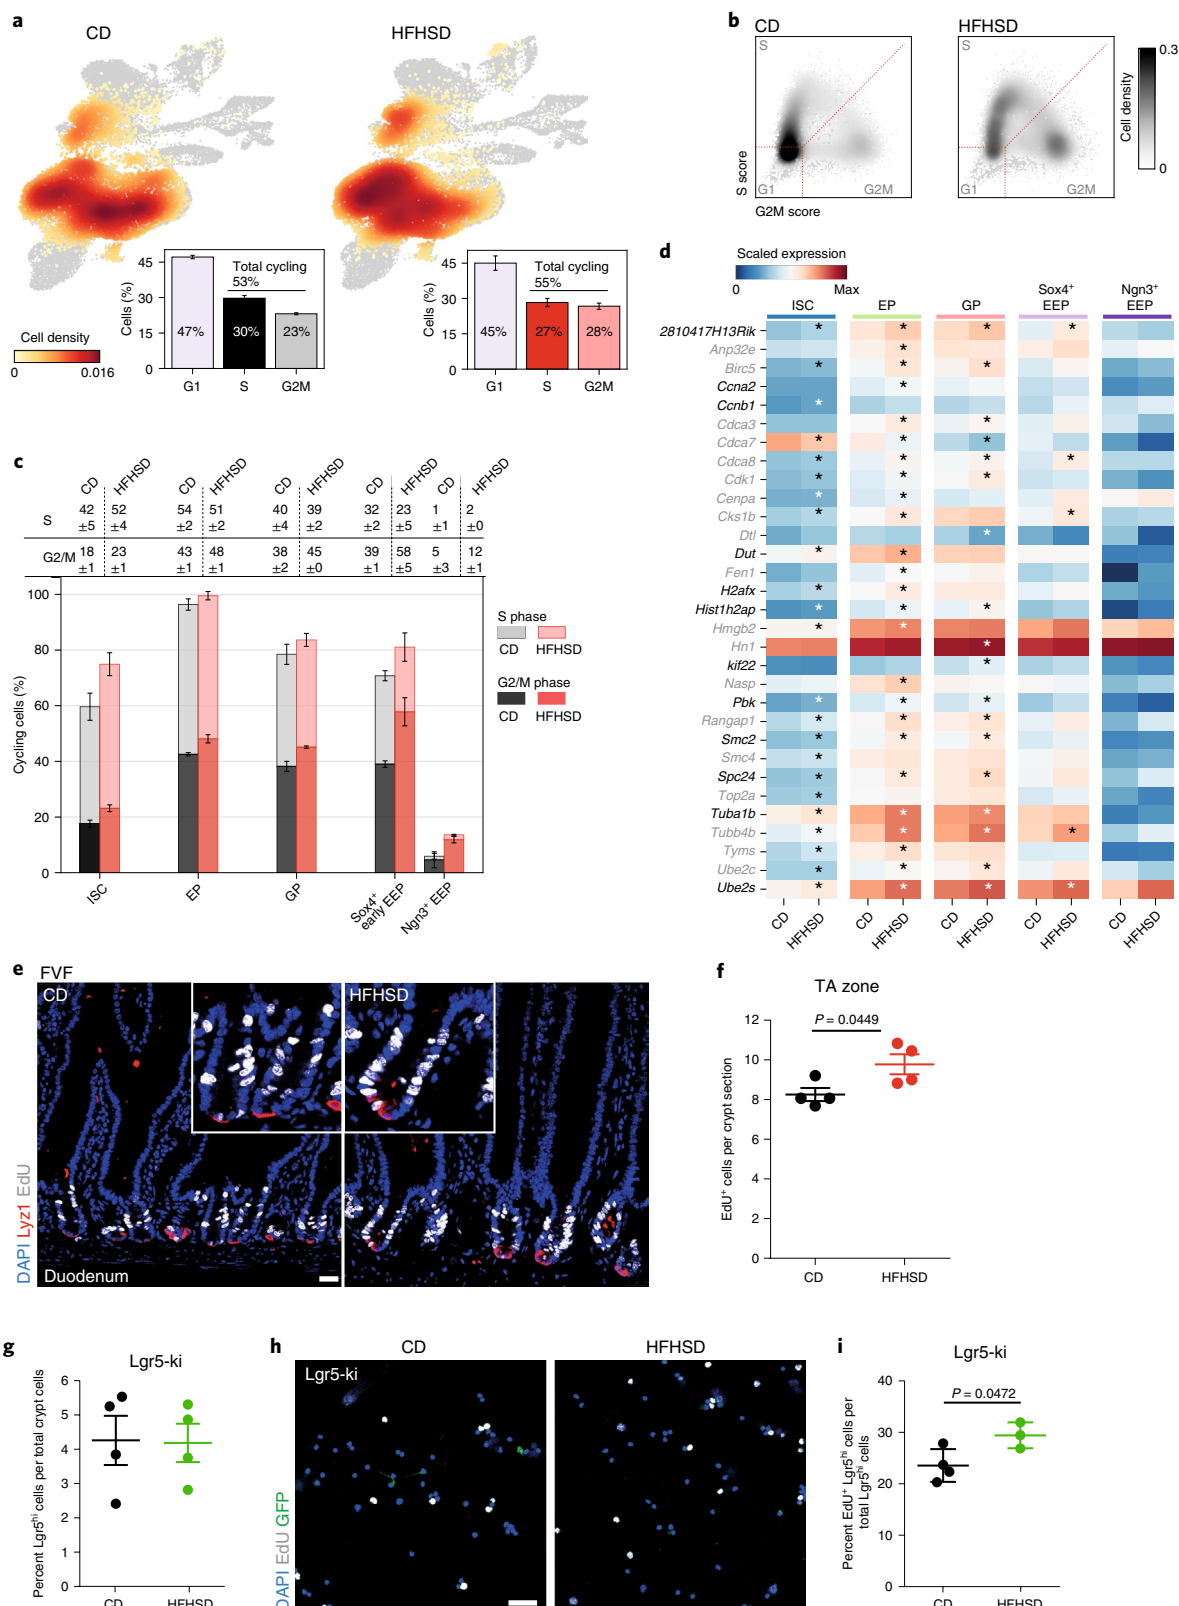 a
CD
HFHSD
45
30
15
0
Cells (%)
Total cycling
53%
47%
30%
23%
G1
S
G2M
45
30
15
0
Cells (%)
Total cycling
55%
45%
27%
28%
G1
S
G2M
Cell density
0
0.016
b
CD
HFHSD
S
G1
G2M
S score
G2M score
S
G1
G2M
0.3
0
Cell density
c
CD HFHSD CD HFHSD CD HFHSD CD HFHSD CD HFHSD
S
42 52 54 51 40 39 32 23 1 2
±5 ±4 ±2 ±2 ±4 ±2 ±2 ±5 ±1 ±0
G2/M 18 23 43 48 38 45 39 58 5 12
±1 ±1 ±1 ±1 ±2 ±0 ±1 ±5 ±3 ±1
100
80
60
40
20
0
Cycling cells (%)
S phase
CD HFHSD
G2/M phase
CD HFHSD
ISC
EP
GP
Sox4+
early EEP
Ngn3+ EEP
d
Scaled expression
0 Max
ISC
EP
GP
Sox4+
EEP
Ngn3+
EEP
2810417H13Rik
Anp32e
Birc5
Ccna2
Ccnb1
Cdca3
Cdca7
Cdca8
Cdk1
Cenpa
Cks1b
Dtl
Dut
Fen1
H2afx
Hist1h2ap
Hmgb2
Hn1
kif22
Nasp
Pbk
Rangap1
Smc2
Smc4
Spc24
Top2a
Tuba1b
Tubb4b
Tyms
Ube2c
Ube2s
CD HFHSD CD HFHSD CD HFHSD CD HFHSD CD HFHSD
e
FVF
CD
HFHSD
DAPI Lyz1 EdU
Duodenum
f
TA zone
P = 0.0449
12
10
8
6
4
2
0
EdU+ cells per crypt section
CD
HFHSD
g
Lgr5-ki
6
5
4
3
2
1
0
Percent Lgr5hi cells per total crypt cells
CD
HFHSD
h
CD
HFHSD
Lgr5-ki
DAPI EdU GFP
i
Lgr5-ki
P = 0.0472
40
30
20
10
0
Percent EdU+ Lgr5hi cells per
total Lgr5hi cells
CD
HFHSD